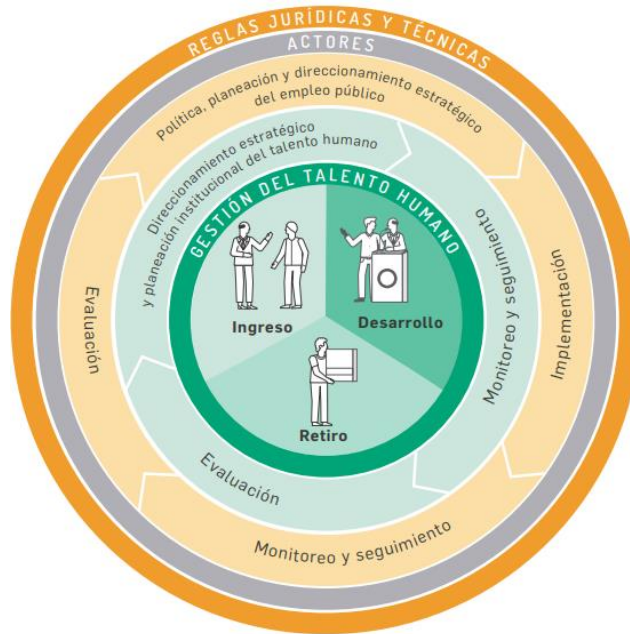 REGLAS JURÍDICAS Y TÉCNICAS
ACTORES
Política, planeación y direccionamiento estratégico
del empleo público
Direccionamiento estratégico
y planeación institucional del talento humano
GESTIÓN DEL TALENTO HUMANO
Ingreso
Desarrollo
Retiro
Monitoreo y seguimiento
Evaluación
Implementación
Monitoreo y seguimiento
Evaluación